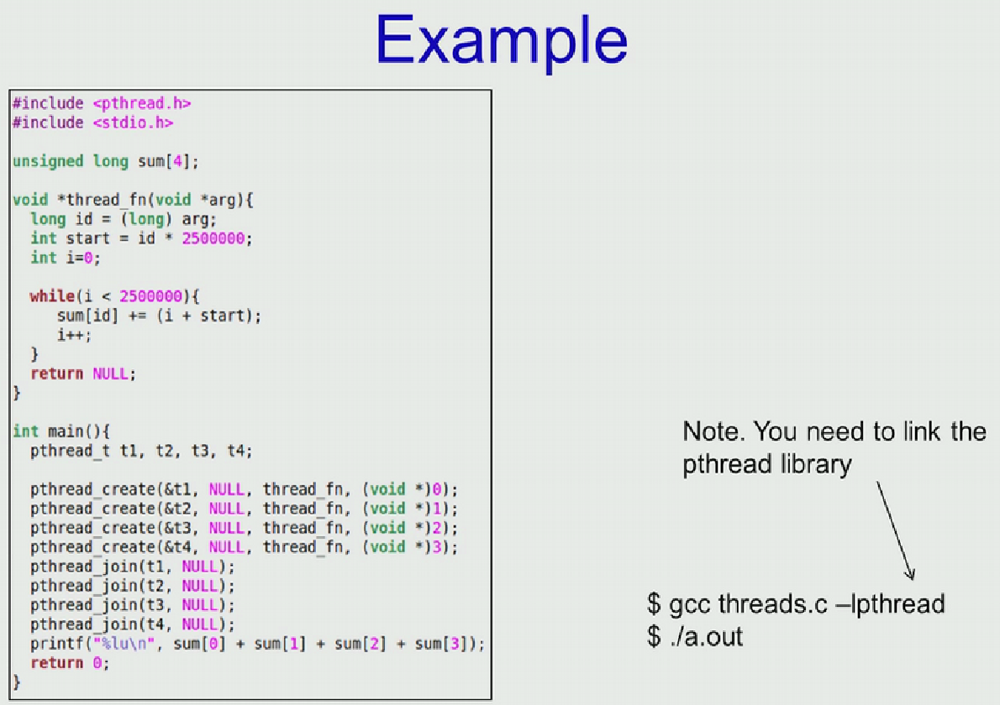 Example
#include <pthread.h>
#include <stdio.h>
unsigned long sum[4];
void *thread_fn(void *arg){
long id = (long) arg;
int start = id * 2500000;
int i=0;
while(i < 2500000){
sum[id] += (i + start);
i++;
}
return NULL;
}
int main(){
pthread_t t1, t2, t3, t4;
pthread_create(&t1, NULL, thread_fn, (void *)0);
pthread_create(&t2, NULL, thread_fn, (void *)1);
pthread_create(&t3, NULL, thread_fn, (void *)2);
pthread_create(&t4, NULL, thread_fn, (void *)3);
pthread_join(t1, NULL);
pthread_join(t2, NULL);
pthread_join(t3, NULL);
pthread_join(t4, NULL);
printf("%lu\n", sum[0] + sum[1] + sum[2] + sum[3]);
return 0;
}
Note. You need to link the
pthread library
$ gcc threads.c –lpthread
$ ./a.out